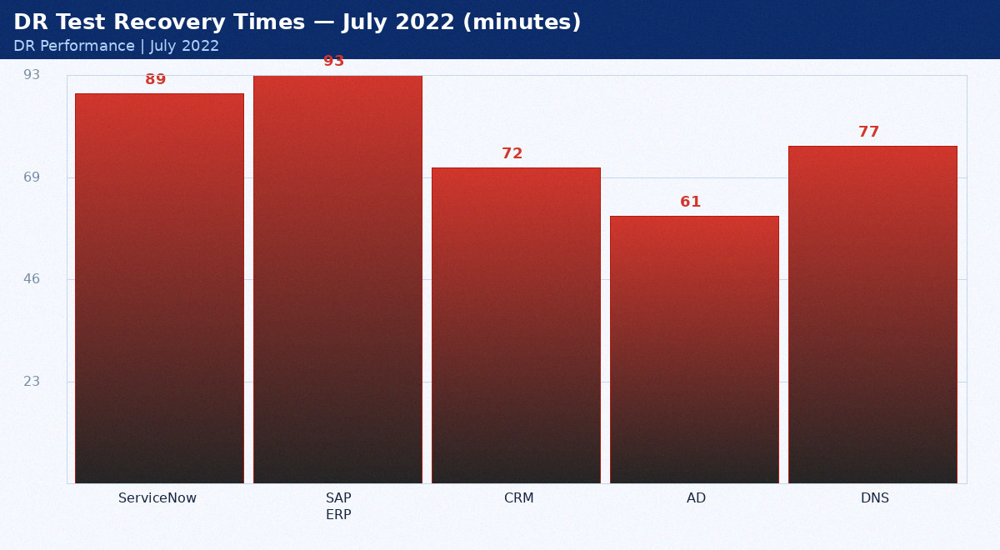 DR Test Recovery Times — July 2022 (minutes)
DR Performance | July 2022
93
69
46
23
89
93
72
61
77
ServiceNow
SAP
ERP
CRM
AD
DNS